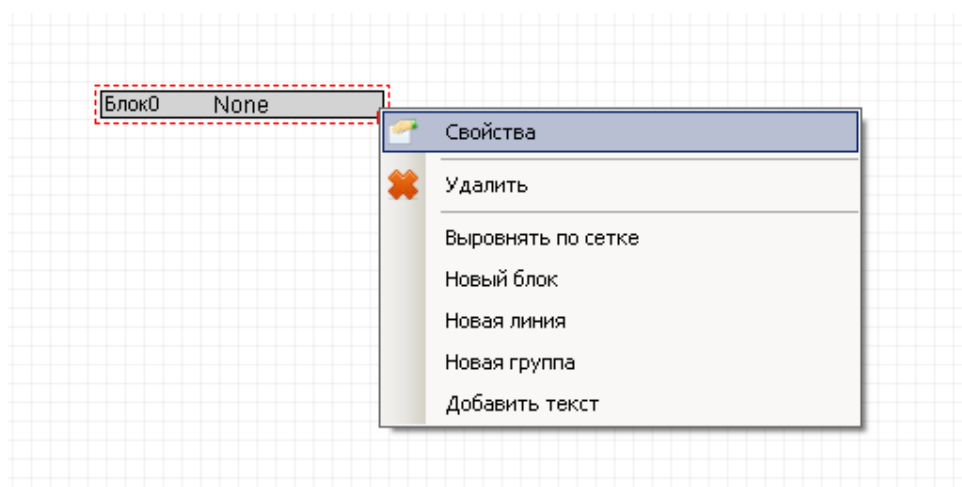 Блок0 None
Свойства
Удалить
Выровнять по сетке
Новый блок
Новая линия
Новая группа
Добавить текст